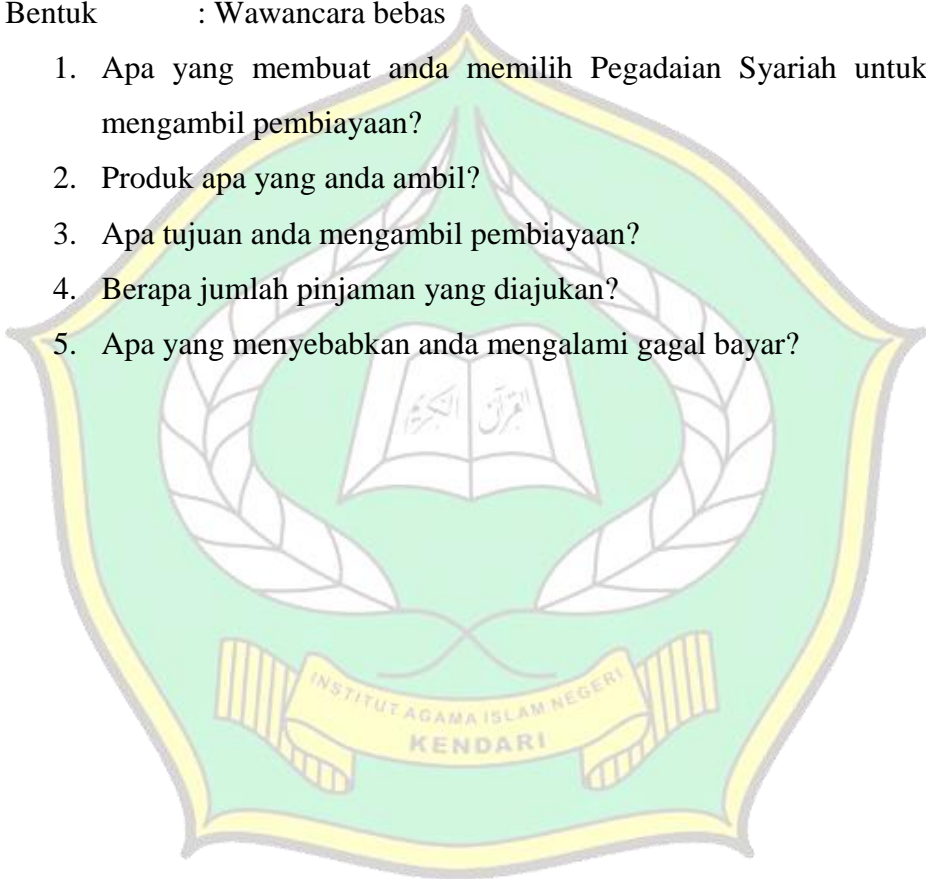 Bentuk : Wawancara bebas
1. Apa yang membuat anda memilih Pegadaian Syariah untuk
mengambil pembiayaan?
2. Produk apa yang anda ambil?
3. Apa tujuan anda mengambil pembiayaan?
4. Berapa jumlah pinjaman yang diajukan?
5. Apa yang menyebabkan anda mengalami gagal bayar?
القرآن الكريم
INSTITUT AGAMA ISLAM NEGERI
KENDARI